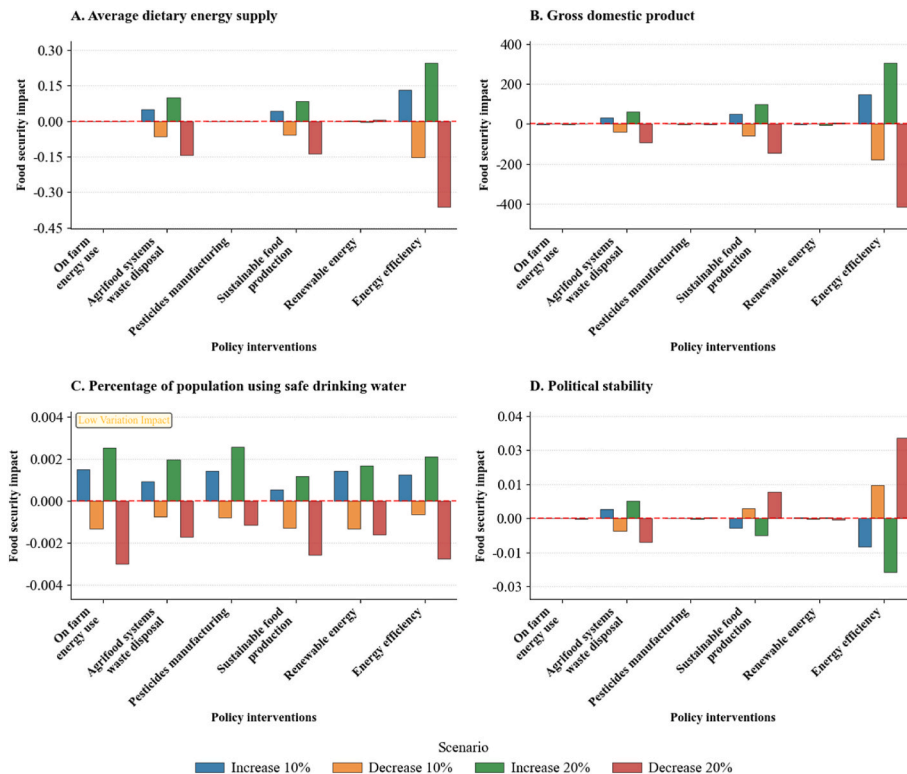 A. Average dietary energy supply
Food security impact
0.30
0.15
0.00
-0.15
-0.30
-0.45
On farm
energy use
Agrifood systems
waste disposal
Pesticides manufacturing
Sustainable food
production
Renewable energy
Energy efficiency
Policy interventions
B. Gross domestic product
Food security impact
400
200
0
-200
-400
On farm
energy use
Agrifood systems
waste disposal
Pesticides manufacturing
Sustainable food
production
Renewable energy
Energy efficiency
Policy interventions
C. Percentage of population using safe drinking water
Low Variation Impact
Food security impact
0.004
0.002
0.000
-0.002
-0.004
On farm
energy use
Agrifood systems
waste disposal
Pesticides manufacturing
Sustainable food
production
Renewable energy
Energy efficiency
Policy interventions
D. Political stability
Food security impact
0.04
0.03
0.01
0.00
-0.01
-0.03
On farm
energy use
Agrifood systems
waste disposal
Pesticides manufacturing
Sustainable food
production
Renewable energy
Energy efficiency
Policy interventions
Scenario
Increase 10%
Decrease 10%
Increase 20%
Decrease 20%